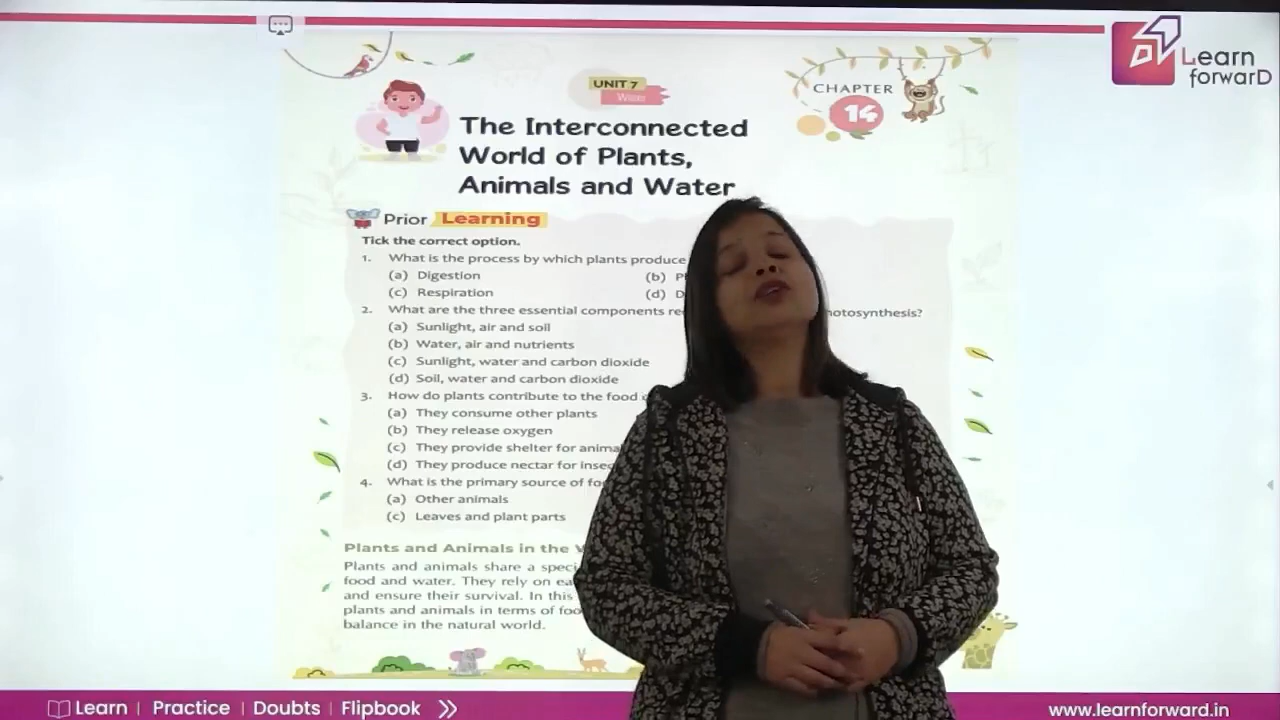 Learn
forwarD
UNIT 7
Water
CHAPTER
14
The Interconnected
World of Plants,
Animals and Water
Prior Learning
Tick the correct option.
1. What is the process by which plants produce
(a) Digestion (b)
(c) Respiration (d)
2. What are the three essential components
(a) Sunlight, air and soil
(b) Water, air and nutrients
(c) Sunlight, water and carbon dioxide
(d) Soil, water and carbon dioxide
3. How do plants contribute to the food
(a) They consume other plants
(b) They release oxygen
(c) They provide shelter for
(d) They produce nectar for
4. What is the primary source of
(a) Other animals
(c) Leaves and plant parts
Plants and Animals in the
Plants and animals share a
food and water. They rely on
and ensure their survival. In this
plants and animals in terms of
balance in the natural world.
Learn | Practice | Doubts | Flipbook
www.learnforward.in